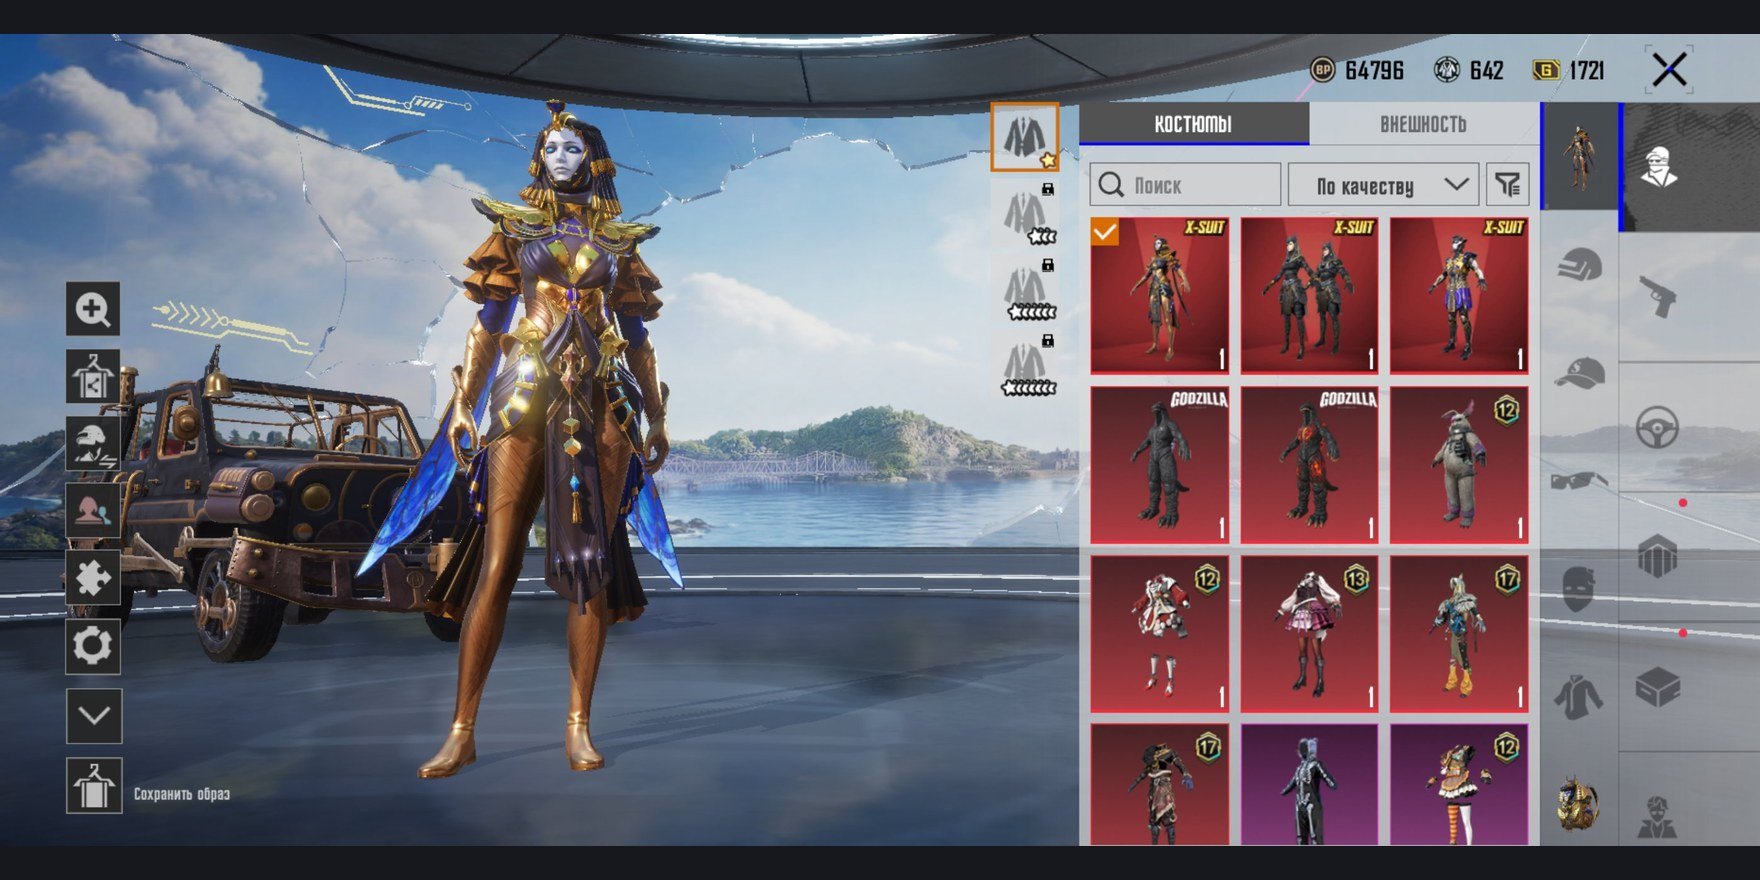 BP 64796 642 G 1721
КОСТЮМЫ ВНЕШНОСТЬ
Поиск По качеству
X-SUIT X-SUIT X-SUIT
1 1 1
GODZILLA GODZILLA 12
1 1 1
12 13 17
1 1 1
17 12
Сохранить образ